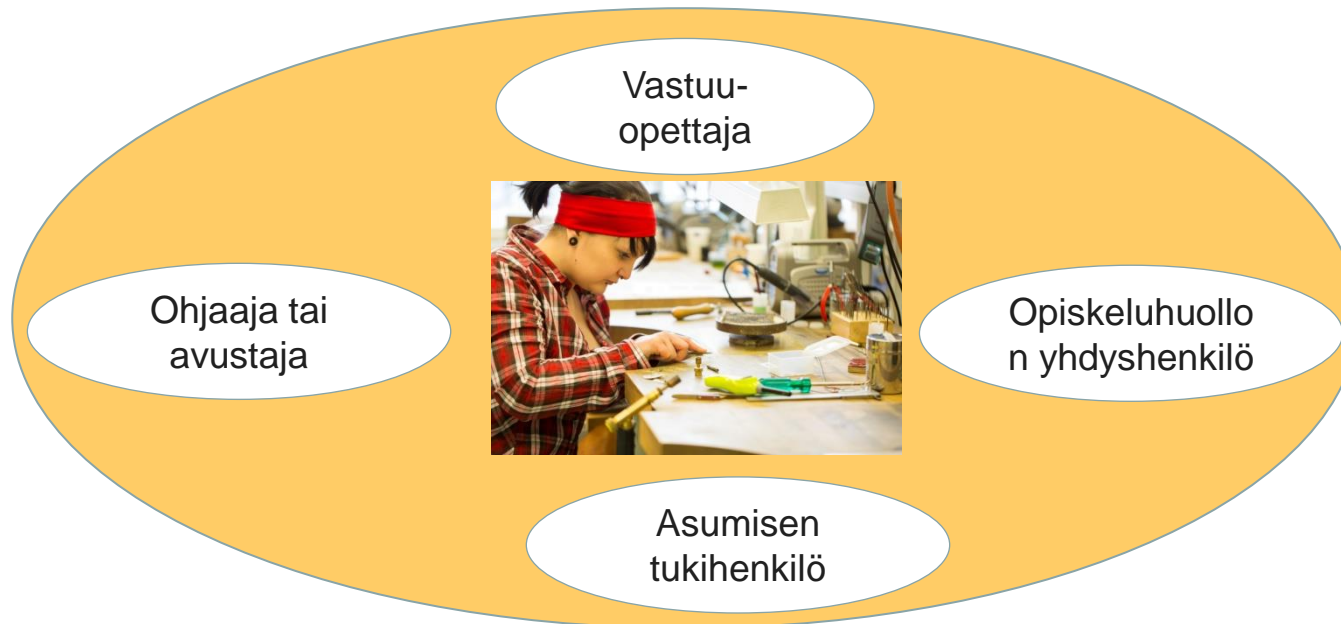 Vastuu-
opettaja
Ohjaaja tai
avustaja
Opiskeluhuollo
n yhdyshenkilö
Asumisen
tukihenkilö